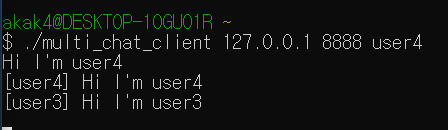 akak4@DESKTOP-10GU01R ~
$ ./multi_chat_client 127.0.0.1 8888 user4
Hi I'm user4
[user4] Hi I'm user4
[user3] Hi I'm user3